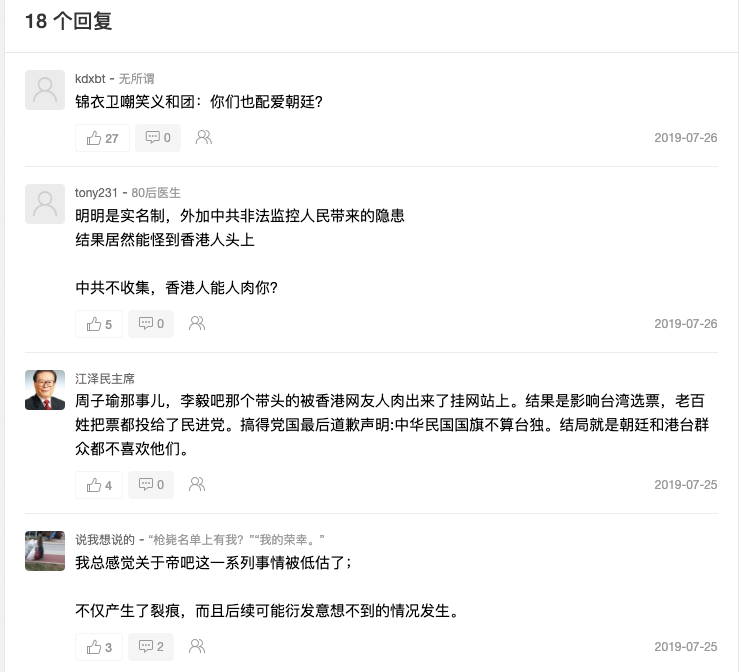 18 个回复
kdxbt - 无所谓
锦衣卫嘲笑义和团：你们也配爱朝廷？
27
0
2019-07-26
tony231 - 80后医生
明明是实名制，外加中共非法监控人民带来的隐患
结果居然能怪到香港人头上
中共不收集，香港人能人肉你？
5
0
2019-07-26
江泽民主席
周子瑜那事儿，李毅吧那个带头的被香港网友人肉出来了挂网站上。结果是影响台湾选票，老百
姓把票都投给了民进党。搞得党国最后道歉声明:中华民国国旗不算台独。结局就是朝廷和港台群
众都不喜欢他们。
4
0
2019-07-25
说我想说的 - “枪毙名单上有我？”“我的荣幸。”
我总感觉关于帝吧这一系列事情被低估了；
不仅产生了裂痕，而且后续可能衍发意想不到的情况发生。
3
2
2019-07-25